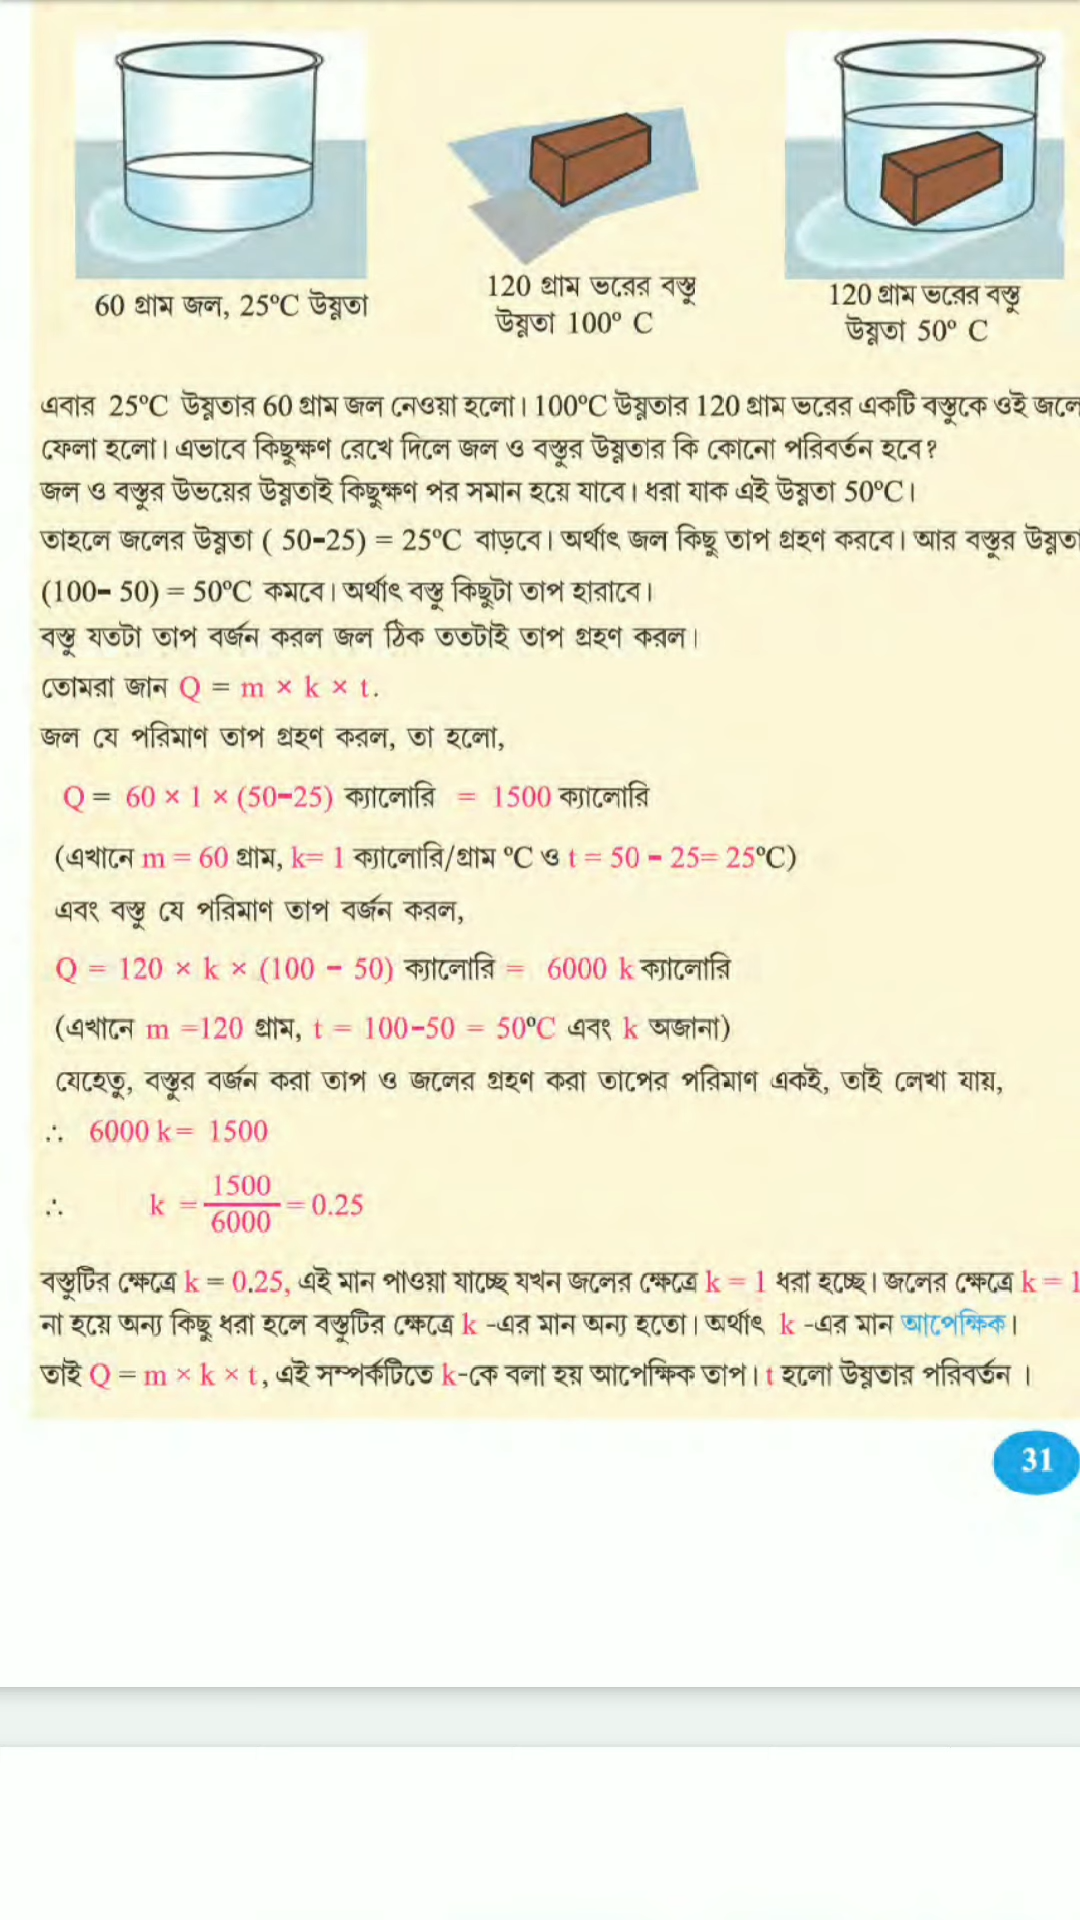 60 গ্রাম জল, 25°C উষ্ণতা
120 গ্রাম ভরের বস্তু
উষ্ণতা 100° C
120 গ্রাম ভরের বস্তু
উষ্ণতা 50° C
এবার 25°C উষ্ণতার 60 গ্রাম জল নেওয়া হলো। 100°C উষ্ণতার 120 গ্রাম ভরের একটি বস্তুকে ওই জলে
ফেলা হলো। এভাবে কিছুক্ষণ রেখে দিলে জল ও বস্তুর উষ্ণতার কি কোনো পরিবর্তন হবে?
জল ও বস্তুর উভয়ের উষ্ণতাই কিছুক্ষণ পর সমান হয়ে যাবে। ধরা যাক এই উষ্ণতা 50°C।
তাহলে জলের উষ্ণতা ( 50-25) = 25°C বাড়বে। অর্থাৎ জল কিছু তাপ গ্রহণ করবে। আর বস্তুর উষ্ণতা
(100- 50) = 50°C কমবে। অর্থাৎ বস্তু কিছুটা তাপ হারাবে।
বস্তু যতটা তাপ বর্জন করল জল ঠিক ততটাই তাপ গ্রহণ করল।
তোমরা জান Q = m × k × t.
জল যে পরিমাণ তাপ গ্রহণ করল, তা হলো,
Q = 60 × 1 × (50-25) ক্যালোরি = 1500 ক্যালোরি
(এখানে m = 60 গ্রাম, k= 1 ক্যালোরি/গ্রাম °C ও t = 50 - 25= 25°C)
এবং বস্তু যে পরিমাণ তাপ বর্জন করল,
Q = 120 × k × (100 - 50) ক্যালোরি = 6000 k ক্যালোরি
(এখানে m =120 গ্রাম, t = 100-50 = 50°C এবং k অজানা)
যেহেতু, বস্তুর বর্জন করা তাপ ও জলের গ্রহণ করা তাপের পরিমাণ একই, তাই লেখা যায়,
∴ 6000 k = 1500
∴ k = 1500/6000 = 0.25
বস্তুটির ক্ষেত্রে k = 0.25, এই মান পাওয়া যাচ্ছে যখন জলের ক্ষেত্রে k = 1 ধরা হচ্ছে। জলের ক্ষেত্রে k = 1
না হয়ে অন্য কিছু ধরা হলে বস্তুটির ক্ষেত্রে k -এর মান অন্য হতো। অর্থাৎ k -এর মান আপেক্ষিক।
তাই Q = m × k × t, এই সম্পর্কটিতে k-কে বলা হয় আপেক্ষিক তাপ। t হলো উষ্ণতার পরিবর্তন ।
31